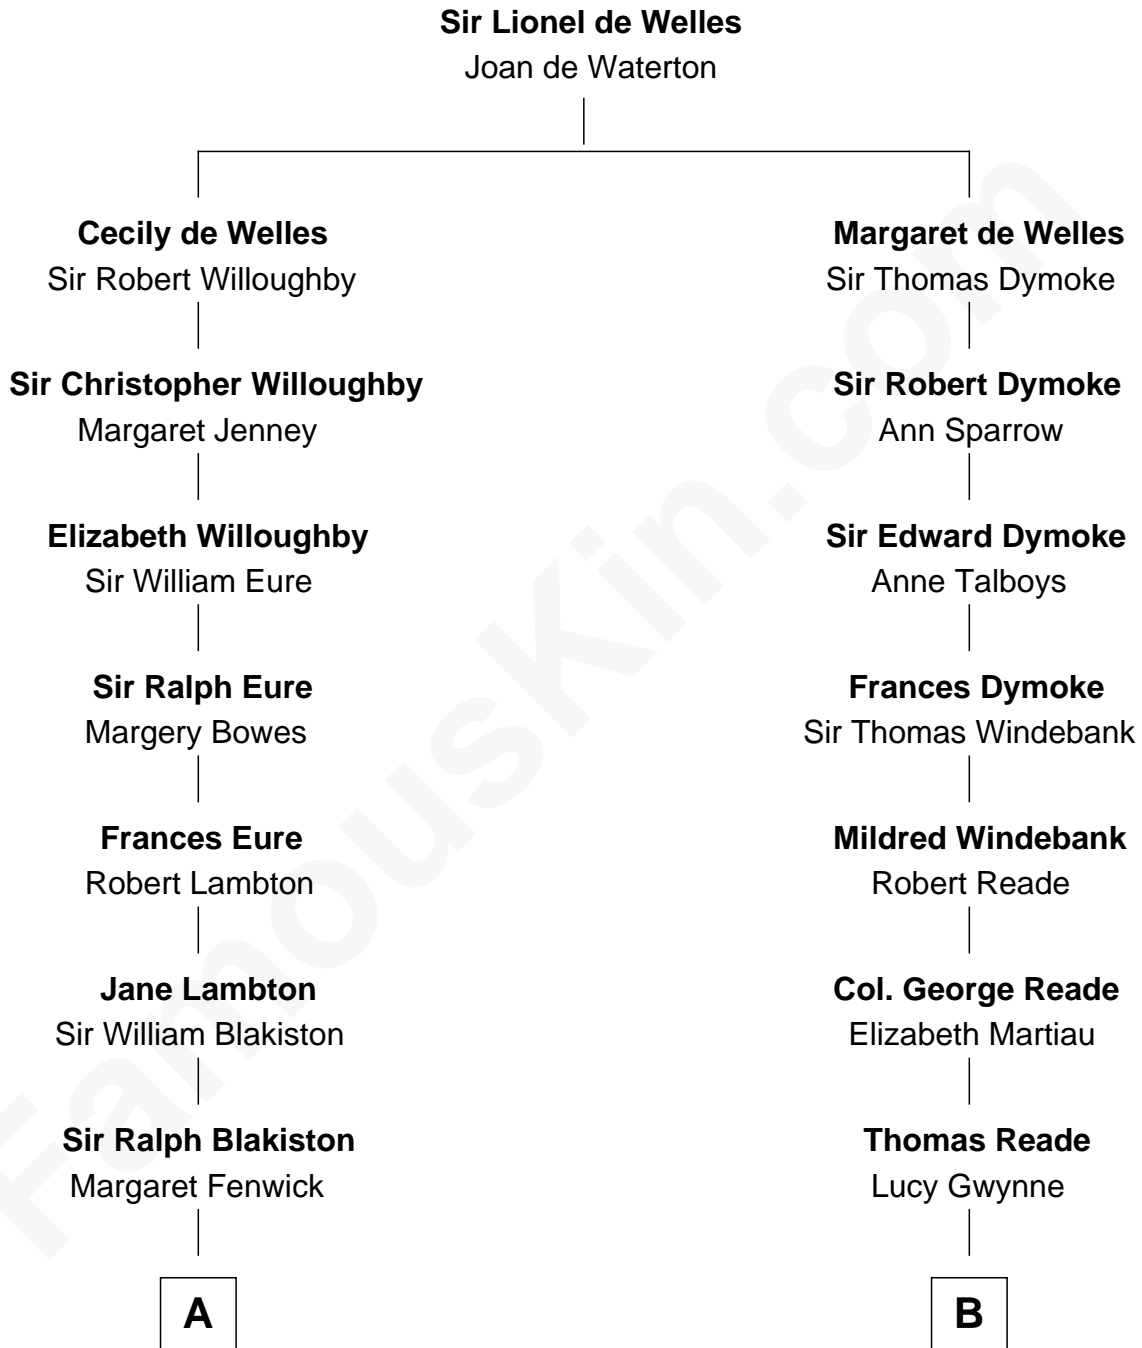 Sir Lionel de Welles
Joan de Waterton
Cecily de Welles
Sir Robert Willoughby
Margaret de Welles
Sir Thomas Dymoke
Sir Christopher Willoughby
Margaret Jenney
Sir Robert Dymoke
Ann Sparrow
Elizabeth Willoughby
Sir William Eure
Sir Edward Dymoke
Anne Talboys
Sir Ralph Eure
Margery Bowes
Frances Dymoke
Sir Thomas Windebank
Frances Eure
Robert Lambton
Mildred Windebank
Robert Reade
Jane Lambton
Sir William Blakiston
Col. George Reade
Elizabeth Martiau
Sir Ralph Blakiston
Margaret Fenwick
Thomas Reade
Lucy Gwynne
A
B
FamousKin.com